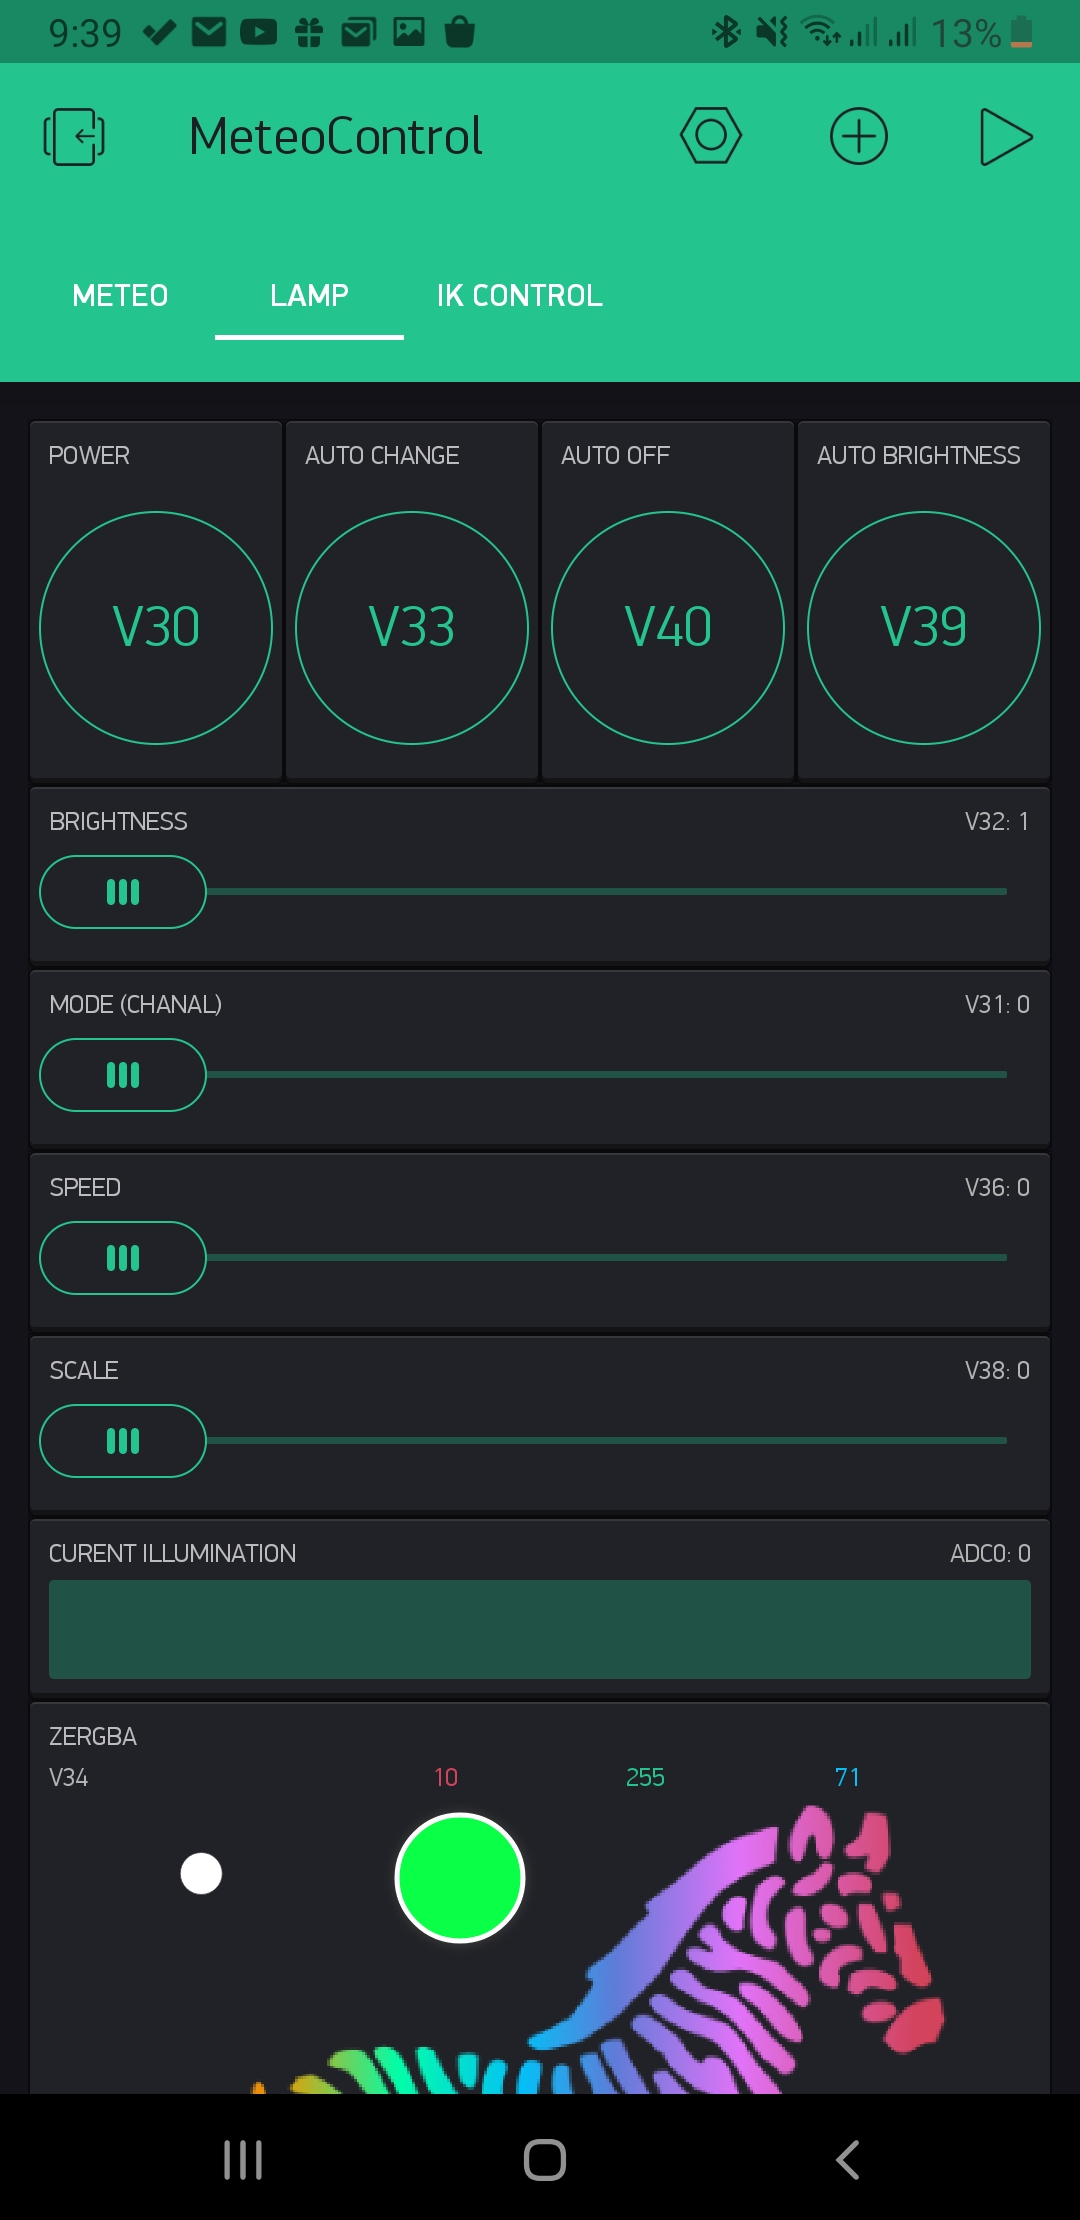 9:39 13%
MeteoControl
METEO LAMP IK CONTROL
POWER AUTO CHANGE AUTO OFF AUTO BRIGHTNESS
V30 V33 V40 V39
BRIGHTNESS V32: 1
MODE (CHANAL) V31: 0
SPEED V36: 0
SCALE V38: 0
CURENT ILLUMINATION ADC0: 0
ZERGBA
V34 10 255 71